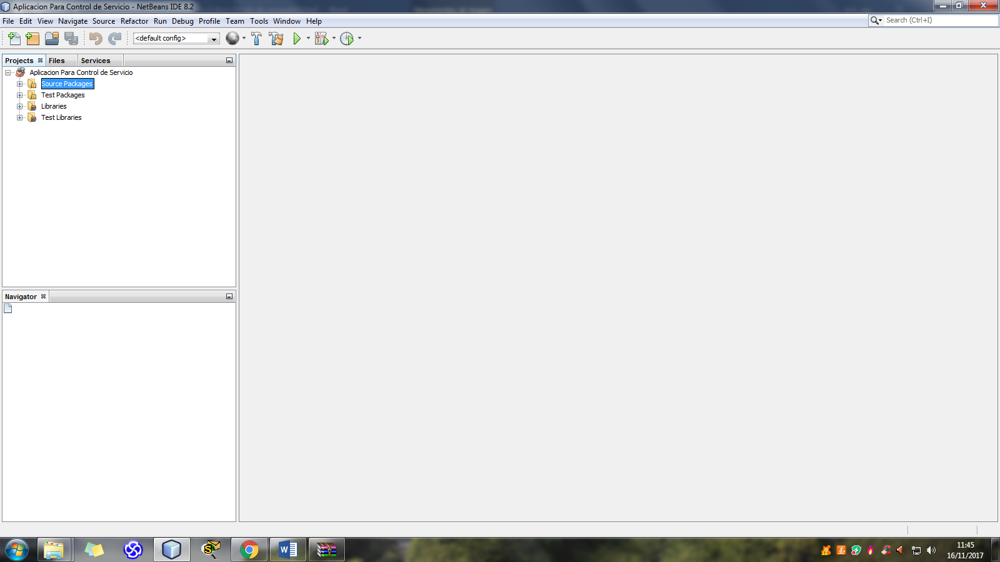 Aplicacion Para Control de Servicio - NetBeans IDE 8.2
File Edit View Navigate Source Refactor Run Debug Profile Team Tools Window Help
Search (Ctrl+I)
<default config>
Projects Files Services
Aplicacion Para Control de Servicio
Source Packages
Test Packages
Libraries
Test Libraries
Navigator
11:45
16/11/2017